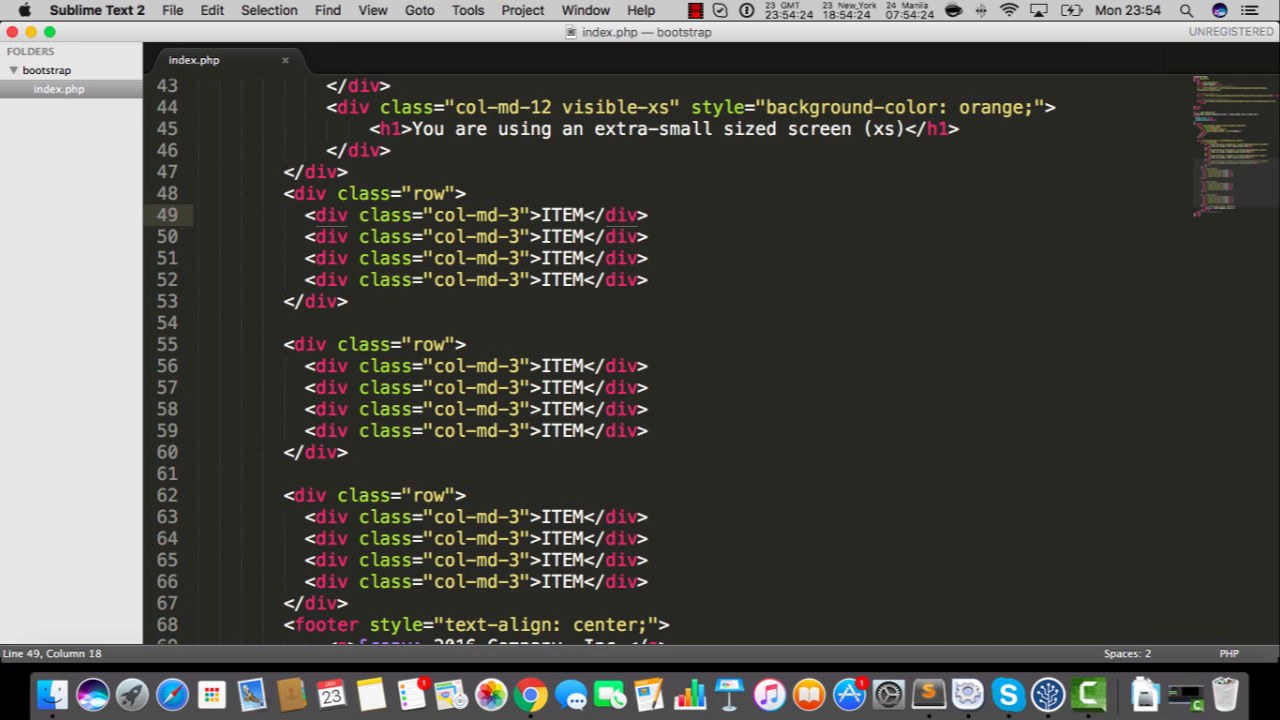 Sublime Text 2 File Edit Selection Find View Goto Tools Project Window Help 23 GMT 23:54:24 23 New_York 18:54:24 24 Manila 07:54:24 Mon 23:54
index.php — bootstrap UNREGISTERED
FOLDERS
bootstrap
index.php
index.php
43 </div>
44 <div class="col-md-12 visible-xs" style="background-color: orange;">
45 <h1>You are using an extra-small sized screen (xs)</h1>
46 </div>
47 </div>
48 <div class="row">
49 <div class="col-md-3">ITEM</div>
50 <div class="col-md-3">ITEM</div>
51 <div class="col-md-3">ITEM</div>
52 <div class="col-md-3">ITEM</div>
53 </div>
54
55 <div class="row">
56 <div class="col-md-3">ITEM</div>
57 <div class="col-md-3">ITEM</div>
58 <div class="col-md-3">ITEM</div>
59 <div class="col-md-3">ITEM</div>
60 </div>
61
62 <div class="row">
63 <div class="col-md-3">ITEM</div>
64 <div class="col-md-3">ITEM</div>
65 <div class="col-md-3">ITEM</div>
66 <div class="col-md-3">ITEM</div>
67 </div>
68 <footer style="text-align: center;">
Line 49, Column 18 Spaces: 2 PHP
23 1 1